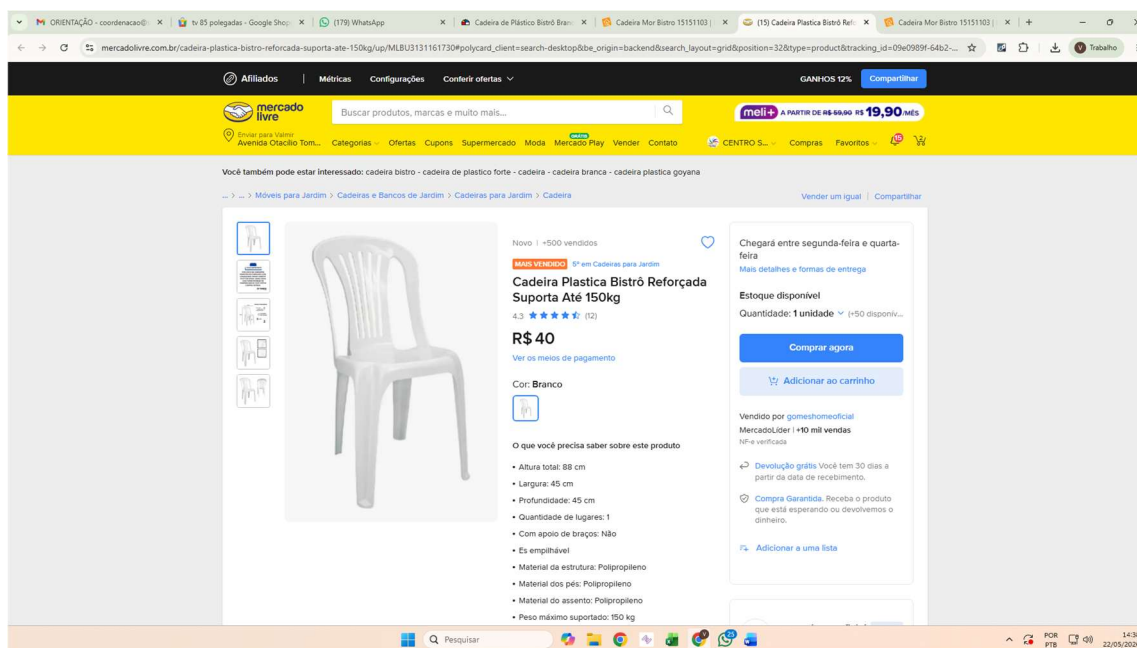 ORIENTAÇÃO - coordenacao@
tv 85 polegadas - Google Shop
(179) WhatsApp
Cadeira de Plástico Bistrô Bran
Cadeira Mor Bistro 15151103 |
(15) Cadeira Plastica Bistrô Ref
Cadeira Mor Bistro 15151103 |
mercadolivre.com.br/cadeira-plastica-bistro-reforcada-suporta-ate-150kg/up/MLBU3131161730#polycard_client=search-desktop&be_origin=backend&search_layout=grid&position=32&type=product&tracking_id=09e0989f-64b2-...
Trabalho
Afiliados | Métricas Configurações Conferir ofertas
GANHOS 12% Compartilhar
mercado livre
Buscar produtos, marcas e muito mais...
meli+ A PARTIR DE R$ 59,90 R$ 19,90/MÊS
Enviar para Valmir
Avenida Otacilio Tom...
Categorias Ofertas Cupons Supermercado Moda Mercado Play Vender Contato
GRÁTIS
CENTRO S... Compras Favoritos 15 2
Você também pode estar interessado: cadeira bistro - cadeira de plastico forte - cadeira - cadeira branca - cadeira plastica goyana
... > ... > Móveis para Jardim > Cadeiras e Bancos de Jardim > Cadeiras para Jardim > Cadeira
Vender um igual | Compartilhar
Novo | +500 vendidos
MAIS VENDIDO 5º em Cadeiras para Jardim
Cadeira Plastica Bistrô Reforçada
Suporta Até 150kg
4.3 (12)
R$ 40
Ver os meios de pagamento
Cor: Branco
O que você precisa saber sobre este produto
• Altura total: 88 cm
• Largura: 45 cm
• Profundidade: 45 cm
• Quantidade de lugares: 1
• Com apoio de braços: Não
• Es empilhável
• Material da estrutura: Polipropileno
• Material dos pés: Polipropileno
• Material do assento: Polipropileno
• Peso máximo suportado: 150 kg
Chegará entre segunda-feira e quarta-
feira
Mais detalhes e formas de entrega
Estoque disponível
Quantidade: 1 unidade (+50 disponív...
Comprar agora
Adicionar ao carrinho
Vendido por gomeshomeoficial
MercadoLíder | +10 mil vendas
NF-e verificada
Devolução grátis Você tem 30 dias a
partir da data de recebimento.
Compra Garantida. Receba o produto
que está esperando ou devolvemos o
dinheiro.
Adicionar a uma lista
Pesquisar
POR
PTB
14:38
22/05/202